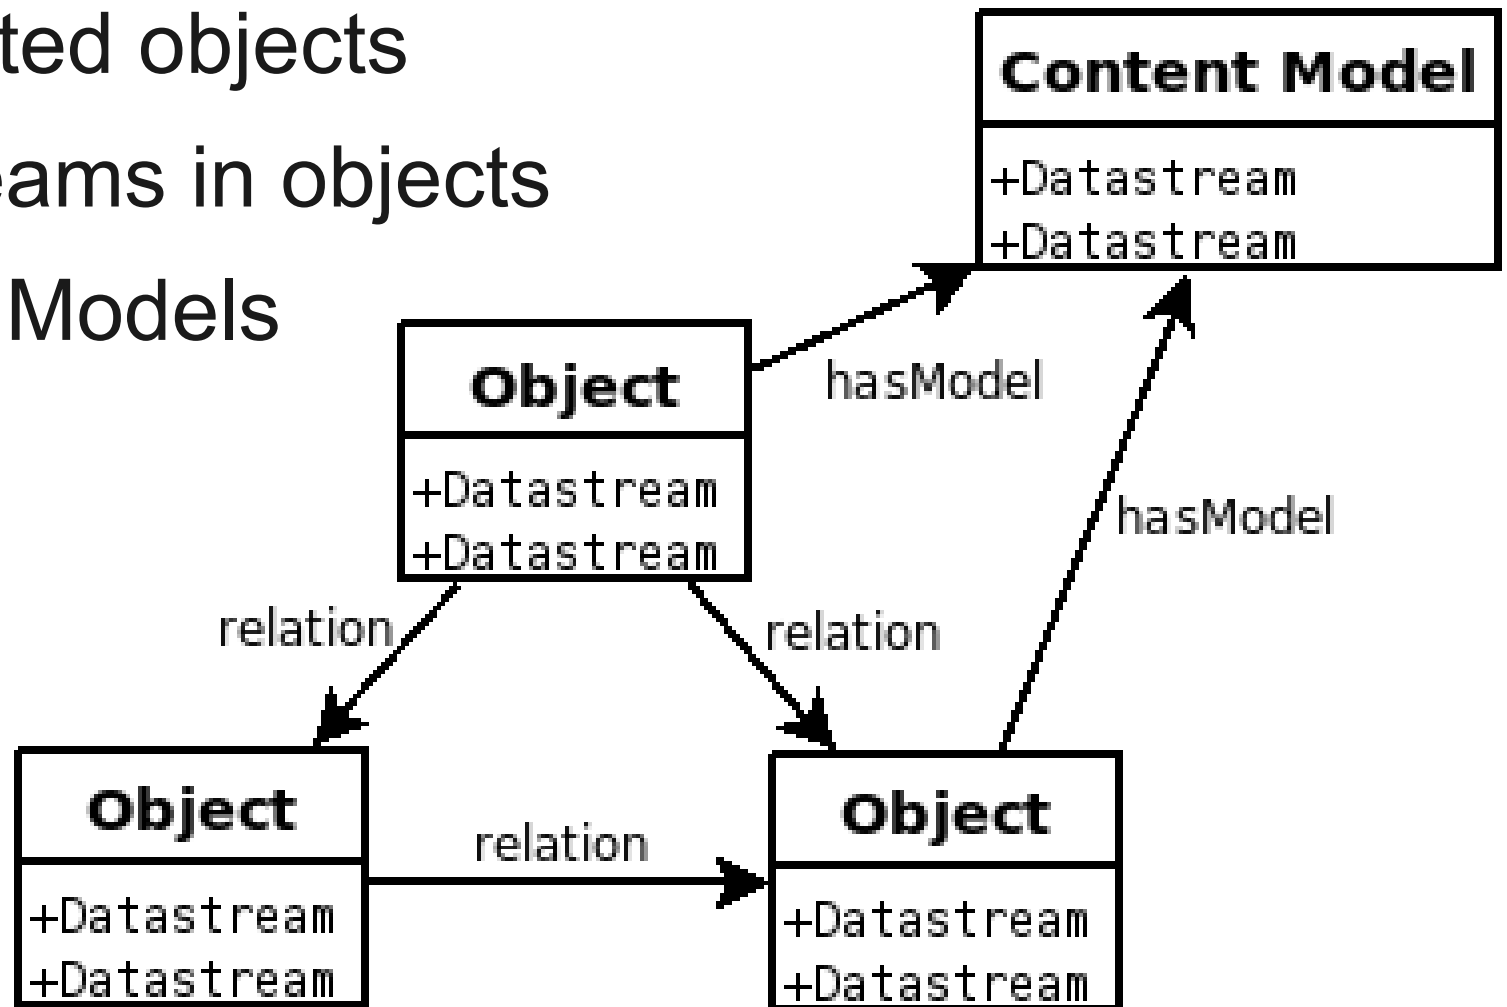 ted objects
Content Model
eams in objects
+Datastream
+Datastream
Models
Object
hasModel
+Datastream
+Datastream
hasModel
relation
relation
Object
Object
relation
+Datastream
+Datastream
+Datastream
+Datastream